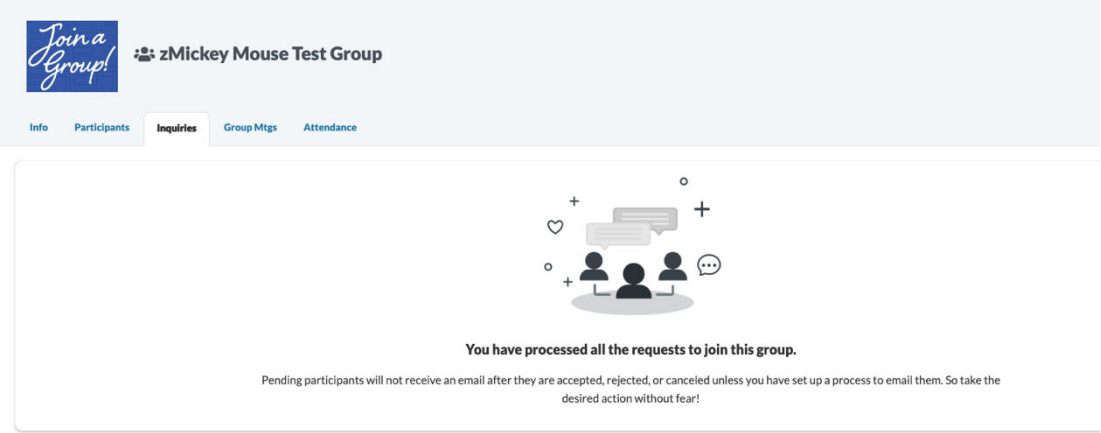 Join a
Group!
zMickey Mouse Test Group
Info Participants Inquiries Group Mtgs Attendance
You have processed all the requests to join this group.
Pending participants will not receive an email after they are accepted, rejected, or canceled unless you have set up a process to email them. So take the
desired action without fear!